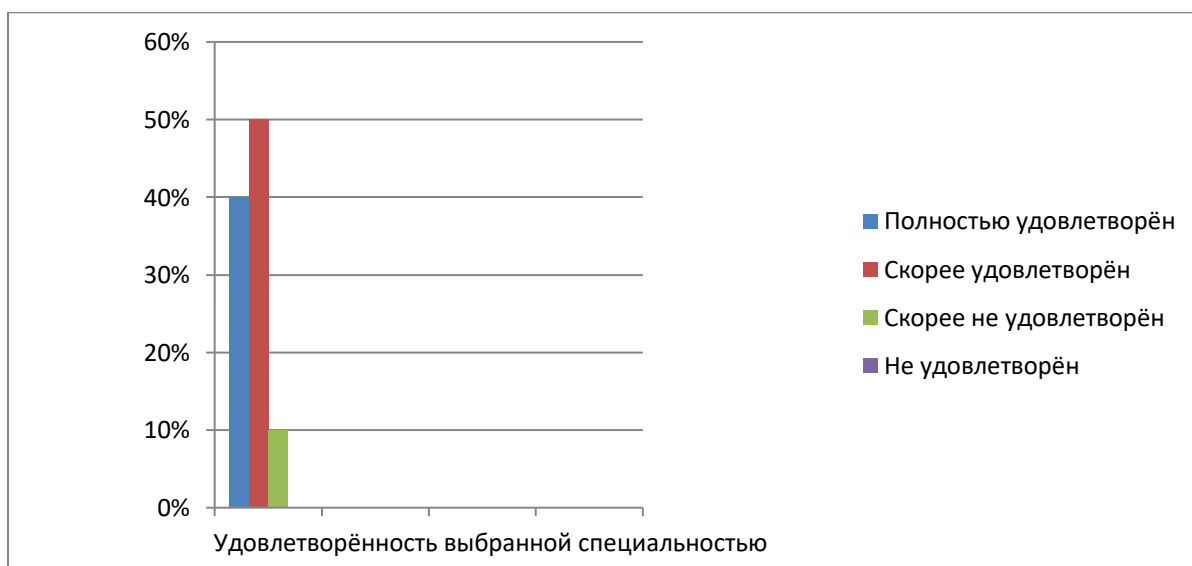 60%
50%
40%
30%
20%
10%
0%
Удовлетворённость выбранной специальностью
Полностью удовлетворён
Скорее удовлетворён
Скорее не удовлетворён
Не удовлетворён